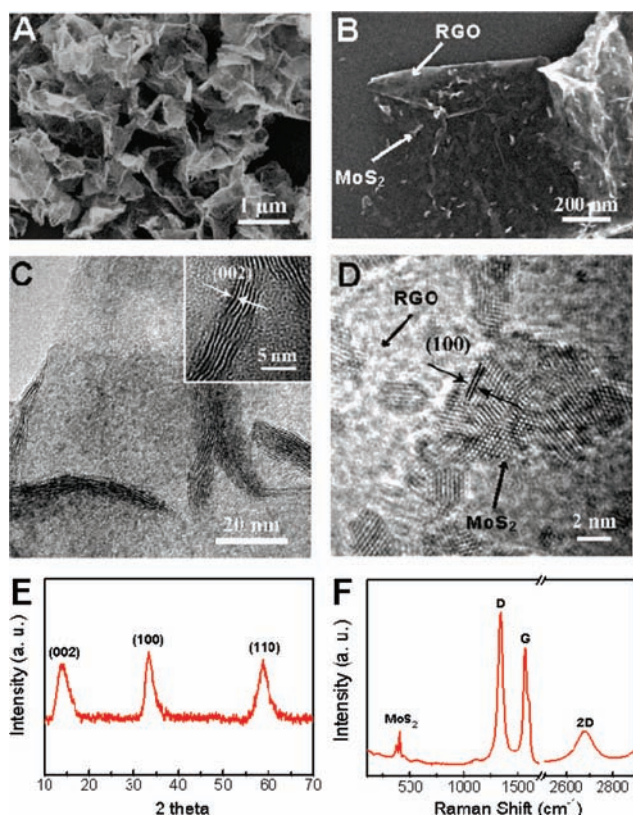 A
1 μm
B
RGO
MoS2
200 nm
C
(002)
5 nm
20 nm
D
RGO
(100)
MoS2
2 nm
E
Intensity (a. u.)
(002)
(100)
(110)
10 20 30 40 50 60 70
2 theta
F
Intensity (a. u.)
D
G
MoS2
2D
500 1000 1500 2600 2800
Raman Shift (cm-1)